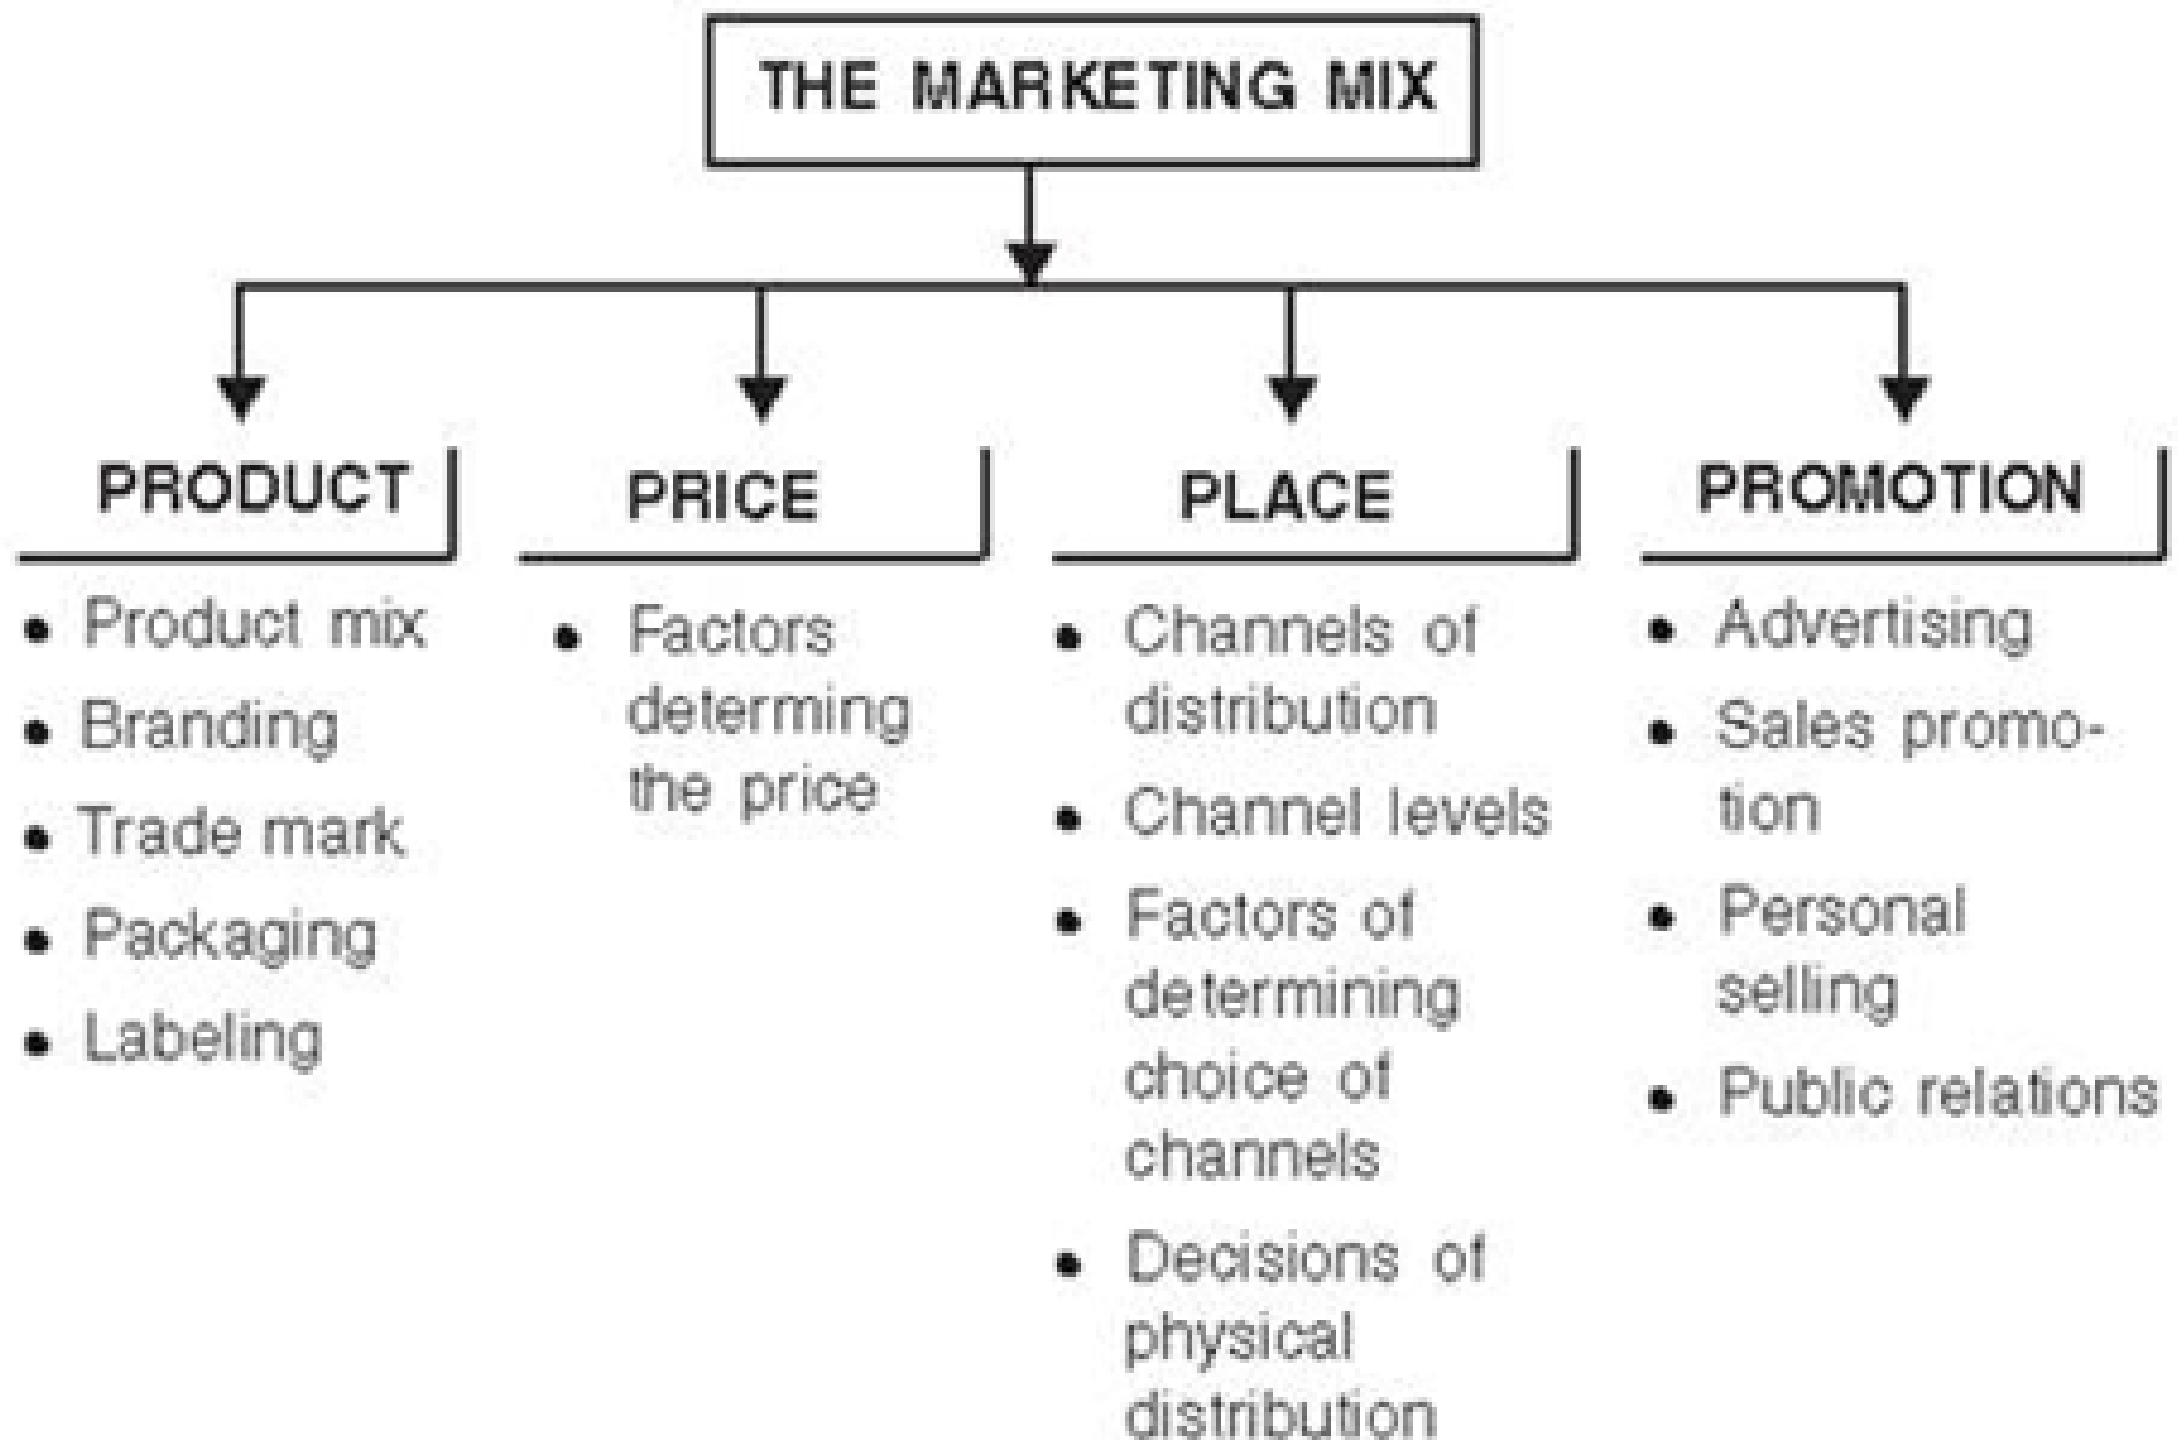 THE MARKETING MIX
PRODUCT
• Product mix
• Branding
• Trade mark
• Packaging
• Labeling
PRICE
• Factors
determing
the price
PLACE
• Channels of
distribution
• Channel levels
• Factors of
determining
choice of
channels
• Decisions of
physical
distribution
PROMOTION
• Advertising
• Sales promo-
tion
• Personal
selling
• Public relations